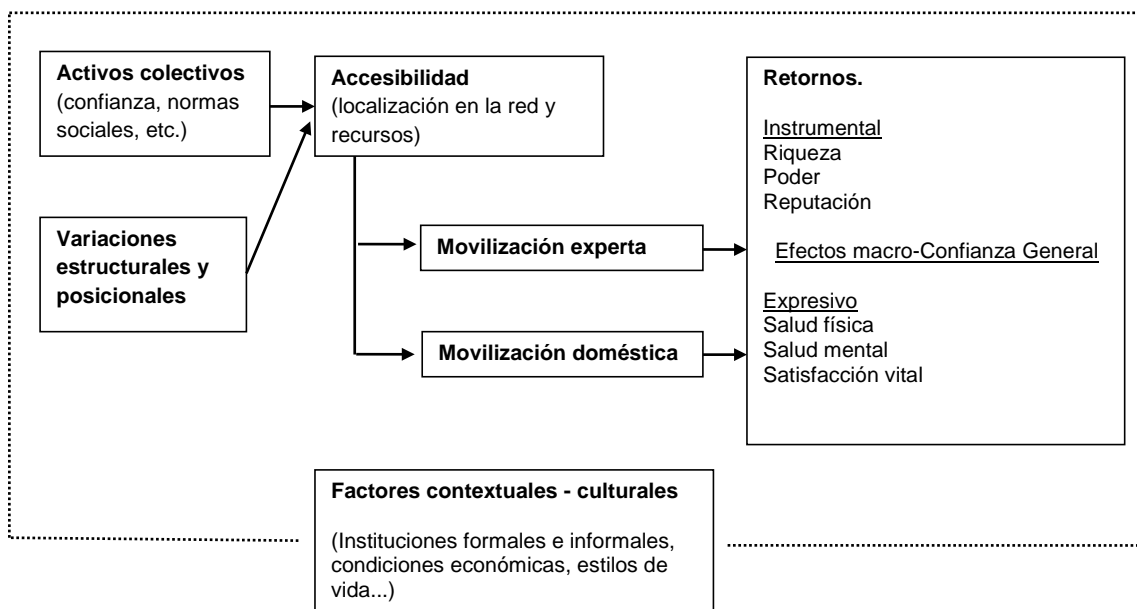 Activos colectivos
(confianza, normas
sociales, etc.)
Variaciones
estructurales y
posicionales
Accesibilidad
(localización en la red y
recursos)
Movilización experta
Movilización doméstica
Retornos.
Instrumental
Riqueza
Poder
Reputación
Efectos macro-Confianza General
Expresivo
Salud física
Salud mental
Satisfacción vital
Factores contextuales - culturales
(Instituciones formales e informales,
condiciones económicas, estilos de
vida...)